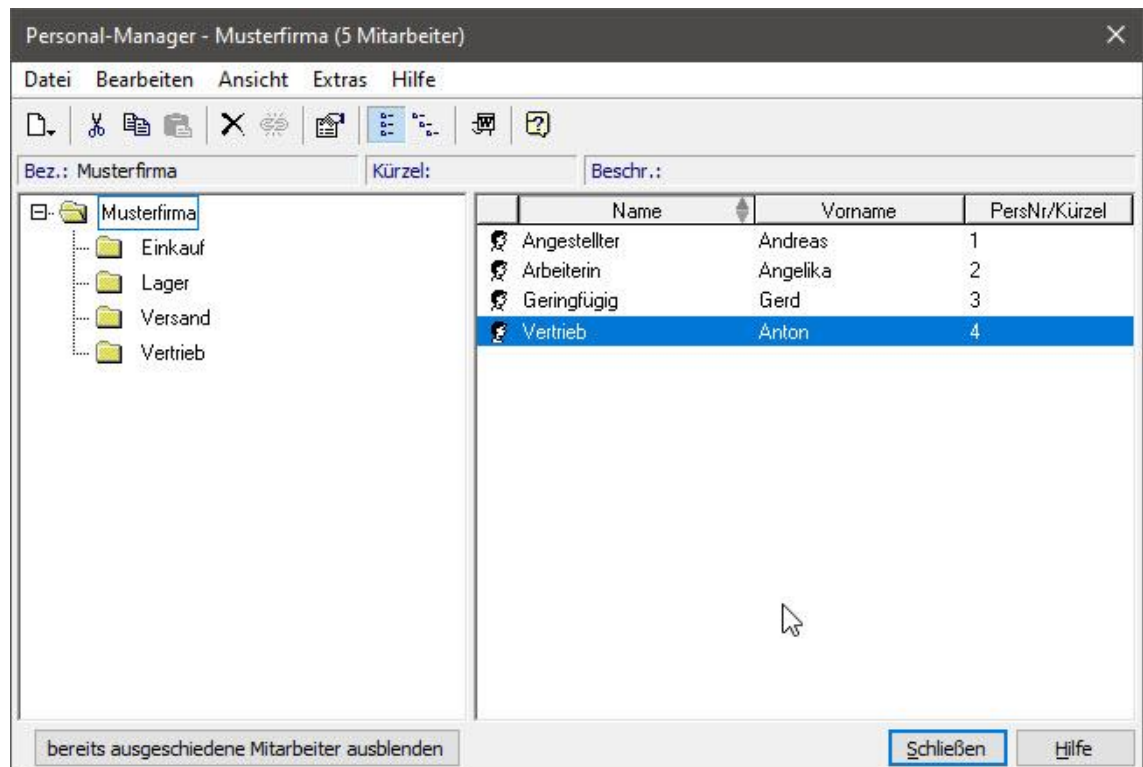 Personal-Manager - Musterfirma (5 Mitarbeiter)
Datei Bearbeiten Ansicht Extras Hilfe
Bez.: Musterfirma Kürzel: Beschr.:
Musterfirma
Einkauf
Lager
Versand
Vertrieb
Name Vorname PersNr/Kürzel
Angestellter Andreas 1
Arbeiterin Angelika 2
Geringfügig Gerd 3
Vertrieb Anton 4
bereits ausgeschiedene Mitarbeiter ausblenden Schließen Hilfe